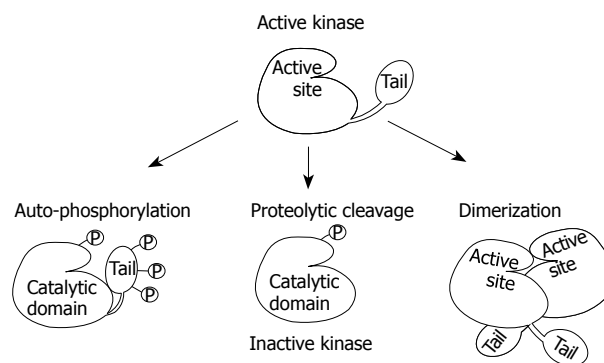 Active kinase
Active
site
Tail
Auto-phosphorylation
Proteolytic cleavage
Dimerization
P
P
P
P
Tail
Catalytic
domain
P
Catalytic
domain
Inactive kinase
Active
site
Active
site
Tail
Tail